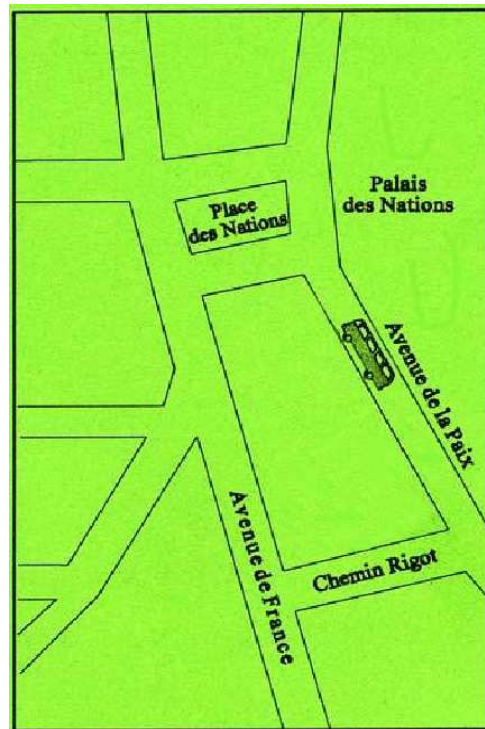 Palais
des Nations
Place
des Nations
Avenue de la Paix
Avenue de France
Chemin Rigot